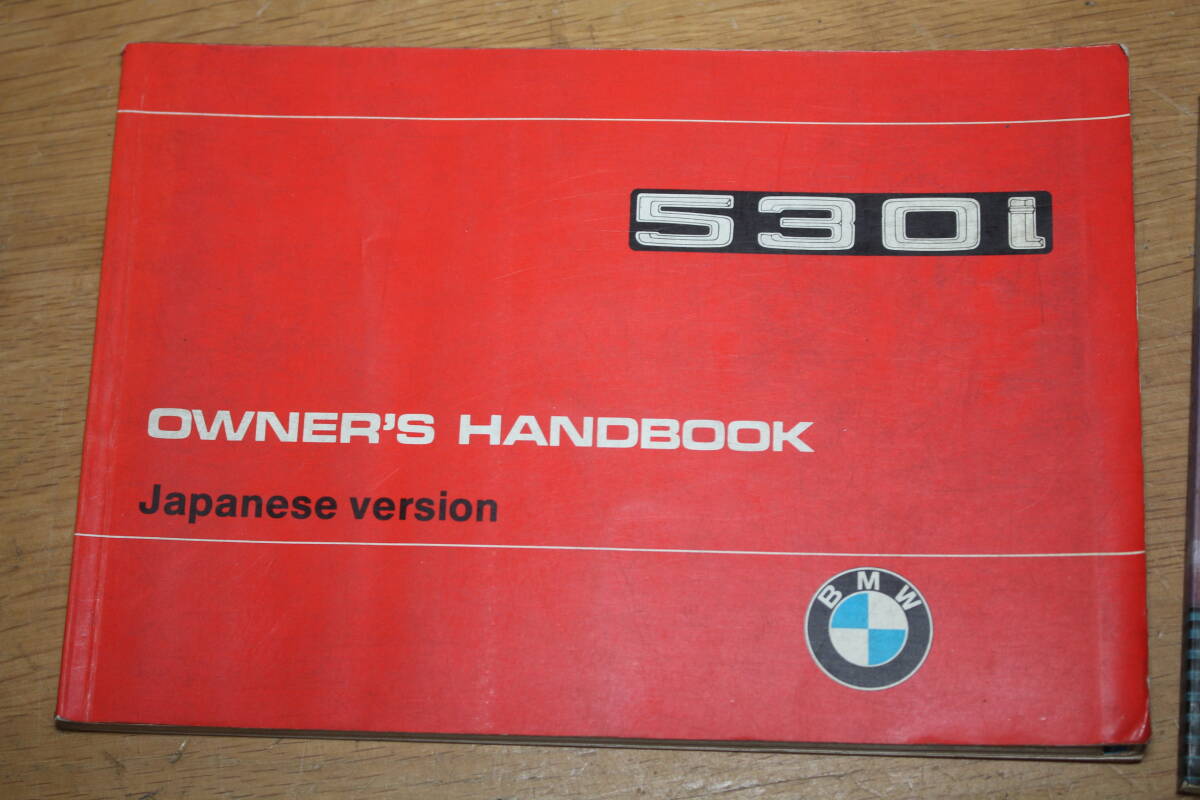 530i
OWNER'S HANDBOOK
Japanese version
BMW